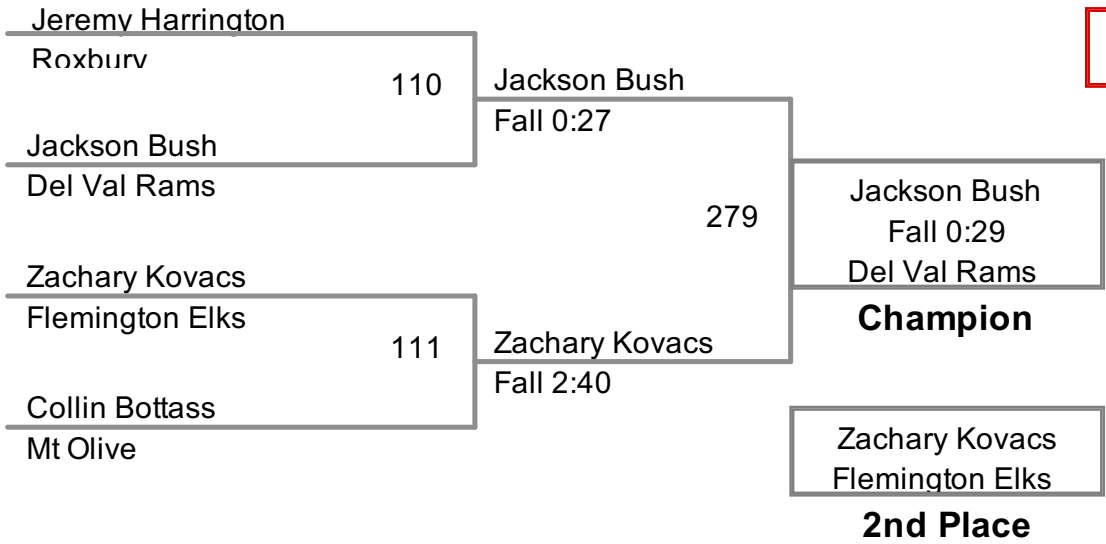 Jeremy Harrington
Roxbury
110
Jackson Bush
Fall 0:27
Jackson Bush
Del Val Rams
279
Jackson Bush
Fall 0:29
Del Val Rams
Champion
Zachary Kovacs
Flemington Elks
111
Zachary Kovacs
Fall 2:40
Collin Bottass
Mt Olive
Zachary Kovacs
Flemington Elks
2nd Place